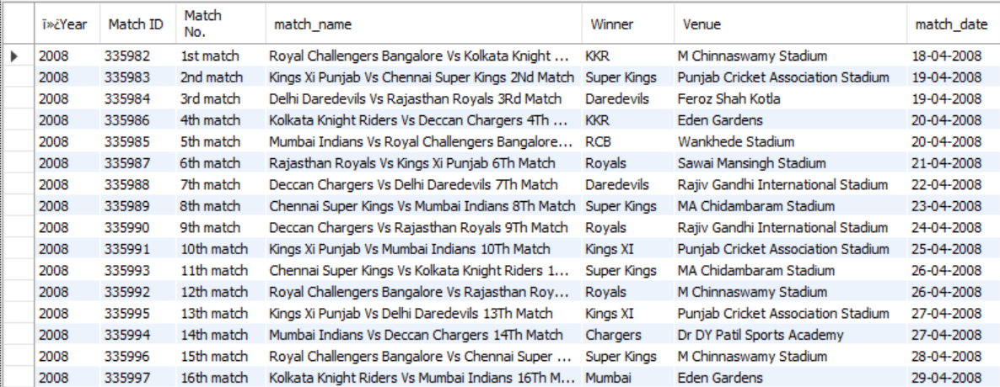 ï»¿Year Match ID Match No. match_name Winner Venue match_date
2008 335982 1st match Royal Challengers Bangalore Vs Kolkata Knight ... KKR M Chinnaswamy Stadium 18-04-2008
2008 335983 2nd match Kings Xi Punjab Vs Chennai Super Kings 2Nd Match Super Kings Punjab Cricket Association Stadium 19-04-2008
2008 335984 3rd match Delhi Daredevils Vs Rajasthan Royals 3Rd Match Daredevils Feroz Shah Kotla 19-04-2008
2008 335986 4th match Kolkata Knight Riders Vs Deccan Chargers 4Th ... KKR Eden Gardens 20-04-2008
2008 335985 5th match Mumbai Indians Vs Royal Challengers Bangalore... RCB Wankhede Stadium 20-04-2008
2008 335987 6th match Rajasthan Royals Vs Kings Xi Punjab 6Th Match Royals Sawai Mansingh Stadium 21-04-2008
2008 335988 7th match Deccan Chargers Vs Delhi Daredevils 7Th Match Daredevils Rajiv Gandhi International Stadium 22-04-2008
2008 335989 8th match Chennai Super Kings Vs Mumbai Indians 8Th Match Super Kings MA Chidambaram Stadium 23-04-2008
2008 335990 9th match Deccan Chargers Vs Rajasthan Royals 9Th Match Royals Rajiv Gandhi International Stadium 24-04-2008
2008 335991 10th match Kings Xi Punjab Vs Mumbai Indians 10Th Match Kings XI Punjab Cricket Association Stadium 25-04-2008
2008 335993 11th match Chennai Super Kings Vs Kolkata Knight Riders 1... Super Kings MA Chidambaram Stadium 26-04-2008
2008 335992 12th match Royal Challengers Bangalore Vs Rajasthan Roy... Royals M Chinnaswamy Stadium 26-04-2008
2008 335995 13th match Kings Xi Punjab Vs Delhi Daredevils 13Th Match Kings XI Punjab Cricket Association Stadium 27-04-2008
2008 335994 14th match Mumbai Indians Vs Deccan Chargers 14Th Match Chargers Dr DY Patil Sports Academy 27-04-2008
2008 335996 15th match Royal Challengers Bangalore Vs Chennai Super ... Super Kings M Chinnaswamy Stadium 28-04-2008
2008 335997 16th match Kolkata Knight Riders Vs Mumbai Indians 16Th M... Mumbai Eden Gardens 29-04-2008